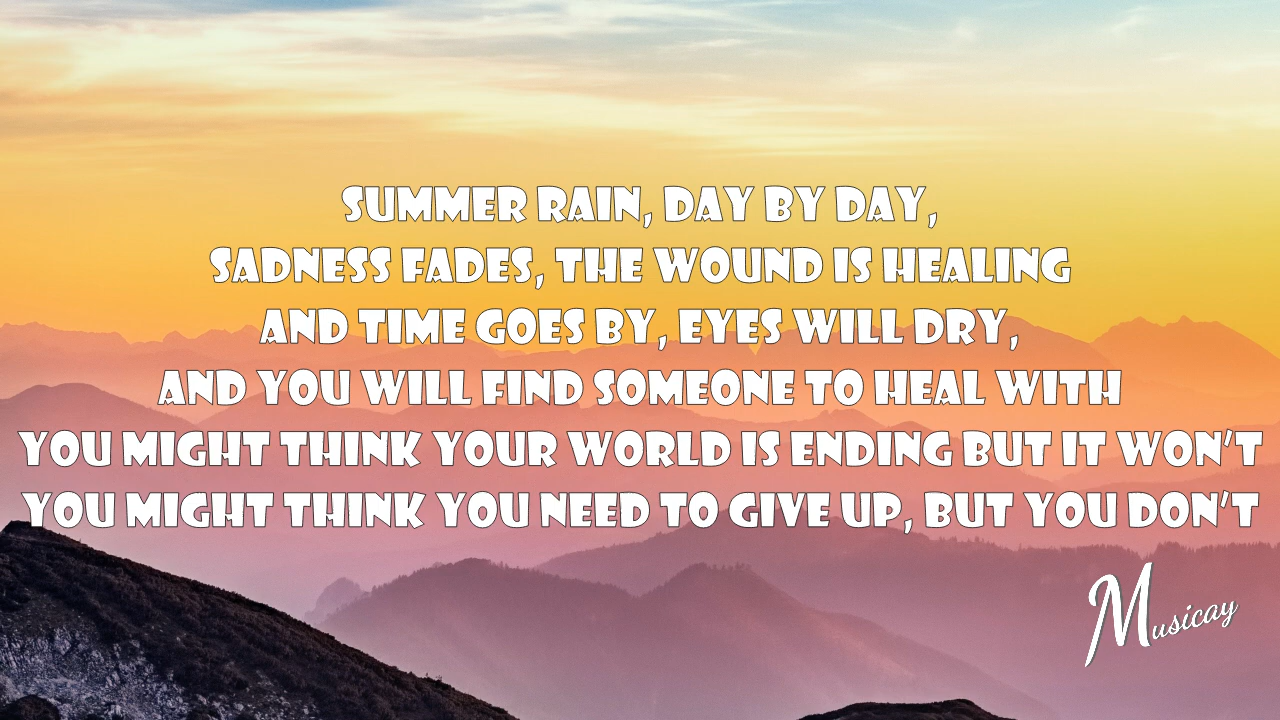 SUMMER RAIN, DAY BY DAY,
SADNESS FADES, THE WOUND IS HEALING
AND TIME GOES BY, EYES WILL DRY,
AND YOU WILL FIND SOMEONE TO HEAL WITH
YOU MIGHT THINK YOUR WORLD IS ENDING BUT IT WON'T
YOU MIGHT THINK YOU NEED TO GIVE UP, BUT YOU DON'T
Musicay